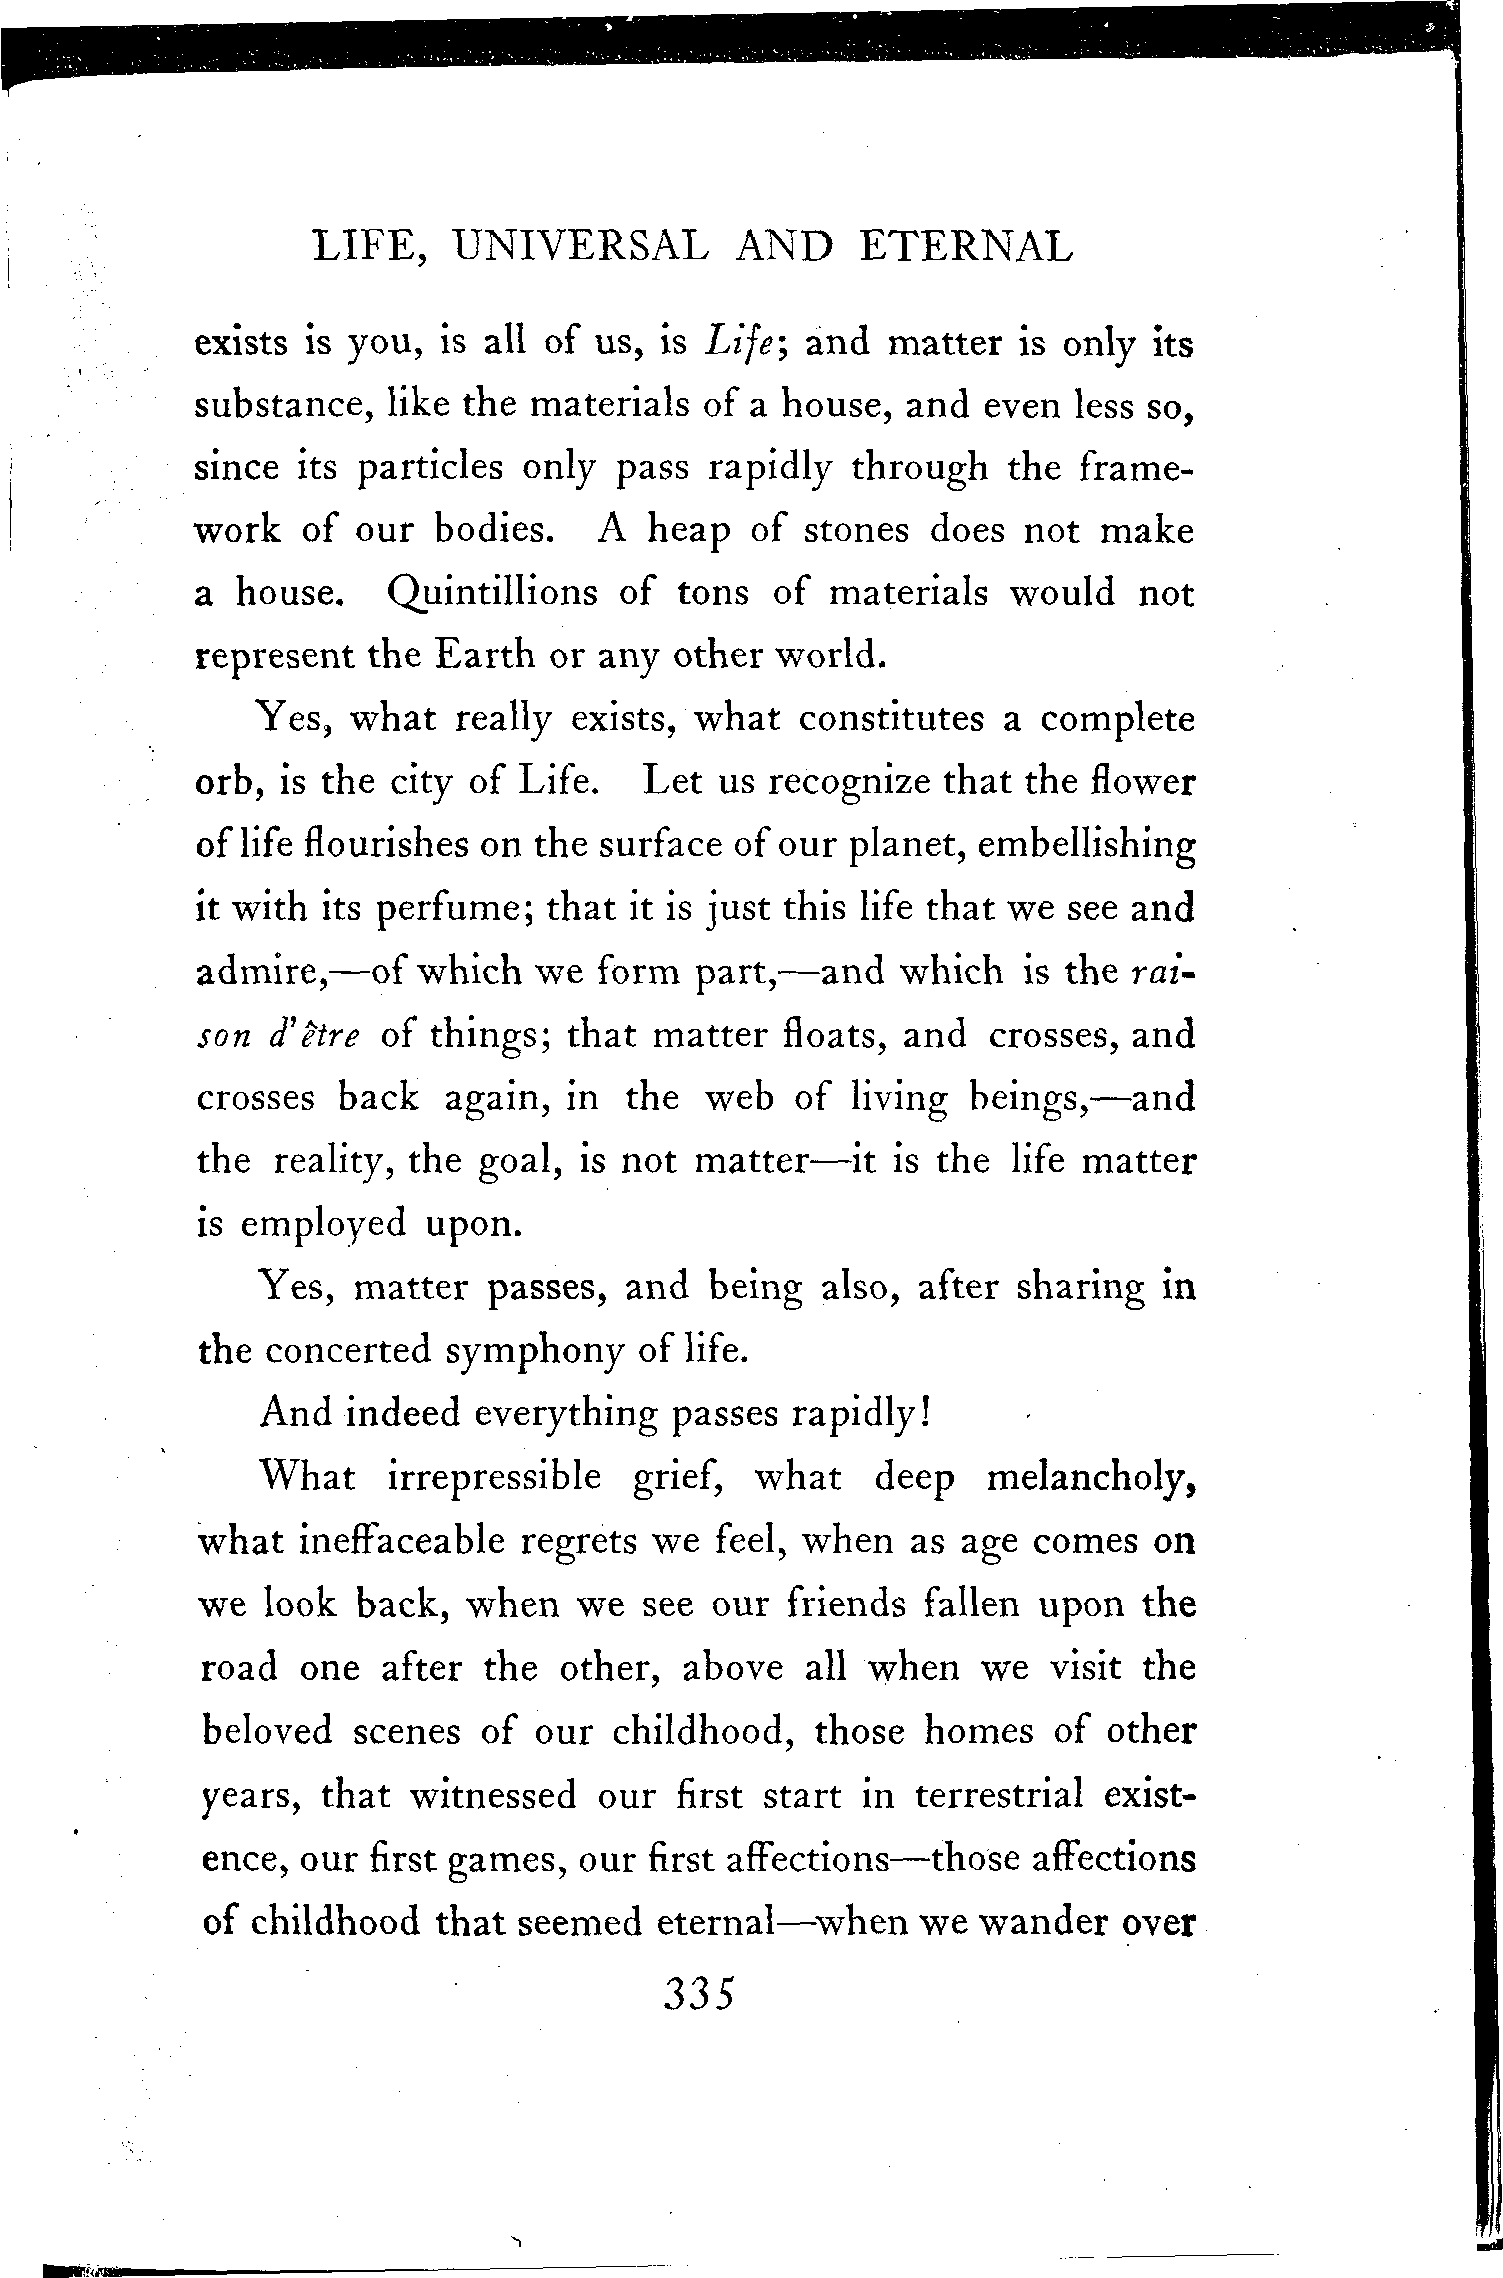 LIFE, UNIVERSAL AND ETERNAL
exists is you, is all of us, is Life; and matter is only its
substance, like the materials of a house, and even less so,
since its particles only pass rapidly through the frame-
work of our bodies. A heap of stones does not make
a house. Quintillions of tons of materials would not
represent the Earth or any other world.
Yes, what really exists, what constitutes a complete
orb, is the city of Life. Let us recognize that the flower
of life flourishes on the surface of our planet, embellishing
it with its perfume; that it is just this life that we see and
admire,—of which we form part,—and which is the rai-
son d'être of things; that matter floats, and crosses, and
crosses back again, in the web of living beings,—and
the reality, the goal, is not matter—it is the life matter
is employed upon.
Yes, matter passes, and being also, after sharing in
the concerted symphony of life.
And indeed everything passes rapidly!
What irrepressible grief, what deep melancholy,
what ineffaceable regrets we feel, when as age comes on
we look back, when we see our friends fallen upon the
road one after the other, above all when we visit the
beloved scenes of our childhood, those homes of other
years, that witnessed our first start in terrestrial exist-
ence, our first games, our first affections—those affections
of childhood that seemed eternal—when we wander over
335